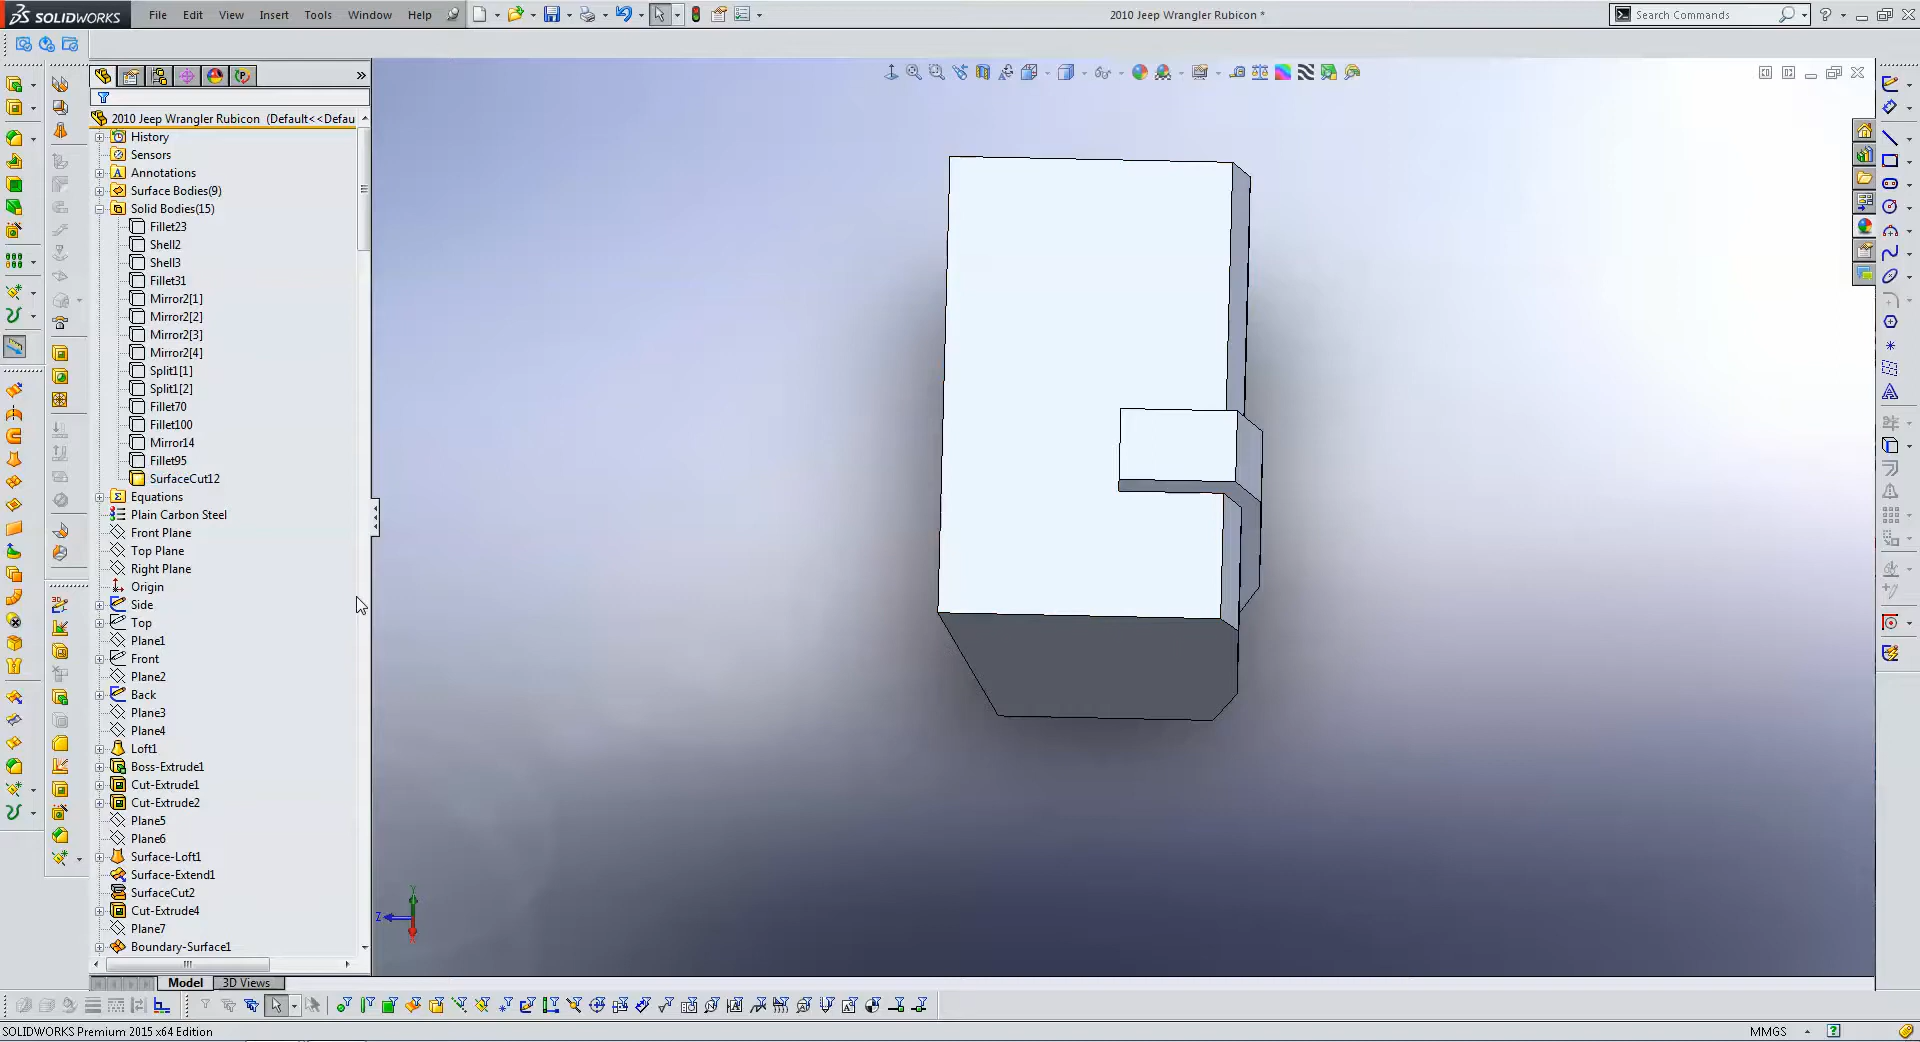 SOLIDWORKS File Edit View Insert Tools Window Help 2010 Jeep Wrangler Rubicon * Search Commands
2010 Jeep Wrangler Rubicon (Default<<Defau
History
Sensors
Annotations
Surface Bodies(9)
Solid Bodies(15)
Fillet23
Shell2
Shell3
Fillet31
Mirror2[1]
Mirror2[2]
Mirror2[3]
Mirror2[4]
Split1[1]
Split1[2]
Fillet70
Fillet100
Mirror14
Fillet95
SurfaceCut12
Equations
Plain Carbon Steel
Front Plane
Top Plane
Right Plane
Origin
Side
Top
Plane1
Front
Plane2
Back
Plane3
Plane4
Loft1
Boss-Extrude1
Cut-Extrude1
Cut-Extrude2
Plane5
Plane6
Surface-Loft1
Surface-Extend1
SurfaceCut2
Cut-Extrude4
Plane7
Boundary-Surface1
Y
Z
X
Model 3D Views
SOLIDWORKS Premium 2015 x64 Edition MMGS